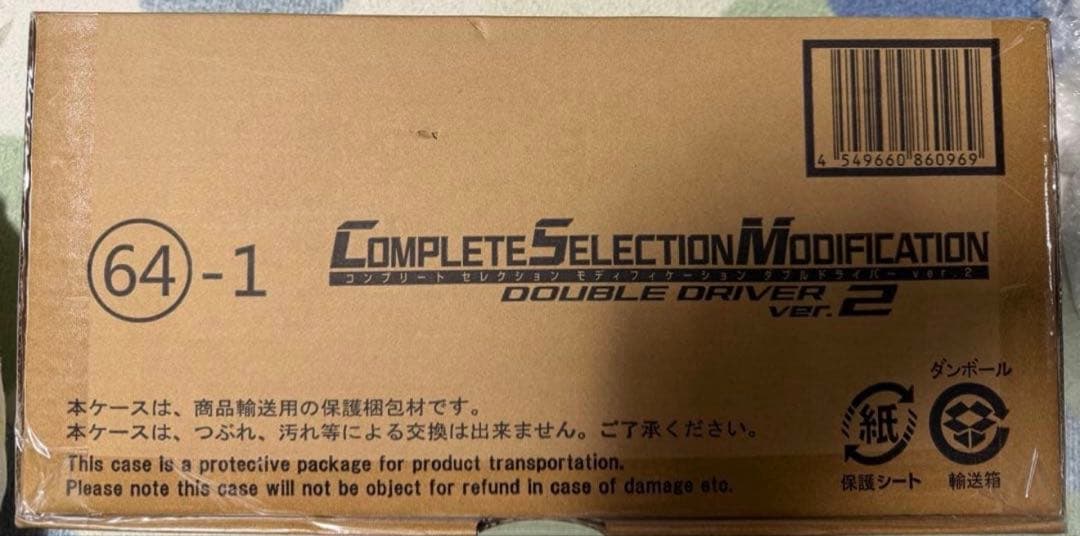 4 549660 860969
64-1
COMPLETE SELECTION MODIFICATION
コンプリート セレクション モディフィケーション ダブルドライバー ver.2
DOUBLE DRIVER
ver.2
ダンボール
紙
保護シート
輸送箱
本ケースは、商品輸送用の保護梱包材です。
本ケースは、つぶれ、汚れ等による交換は出来ません。ご了承ください。
This case is a protective package for product transportation.
Please note this case will not be object for refund in case of damage etc.